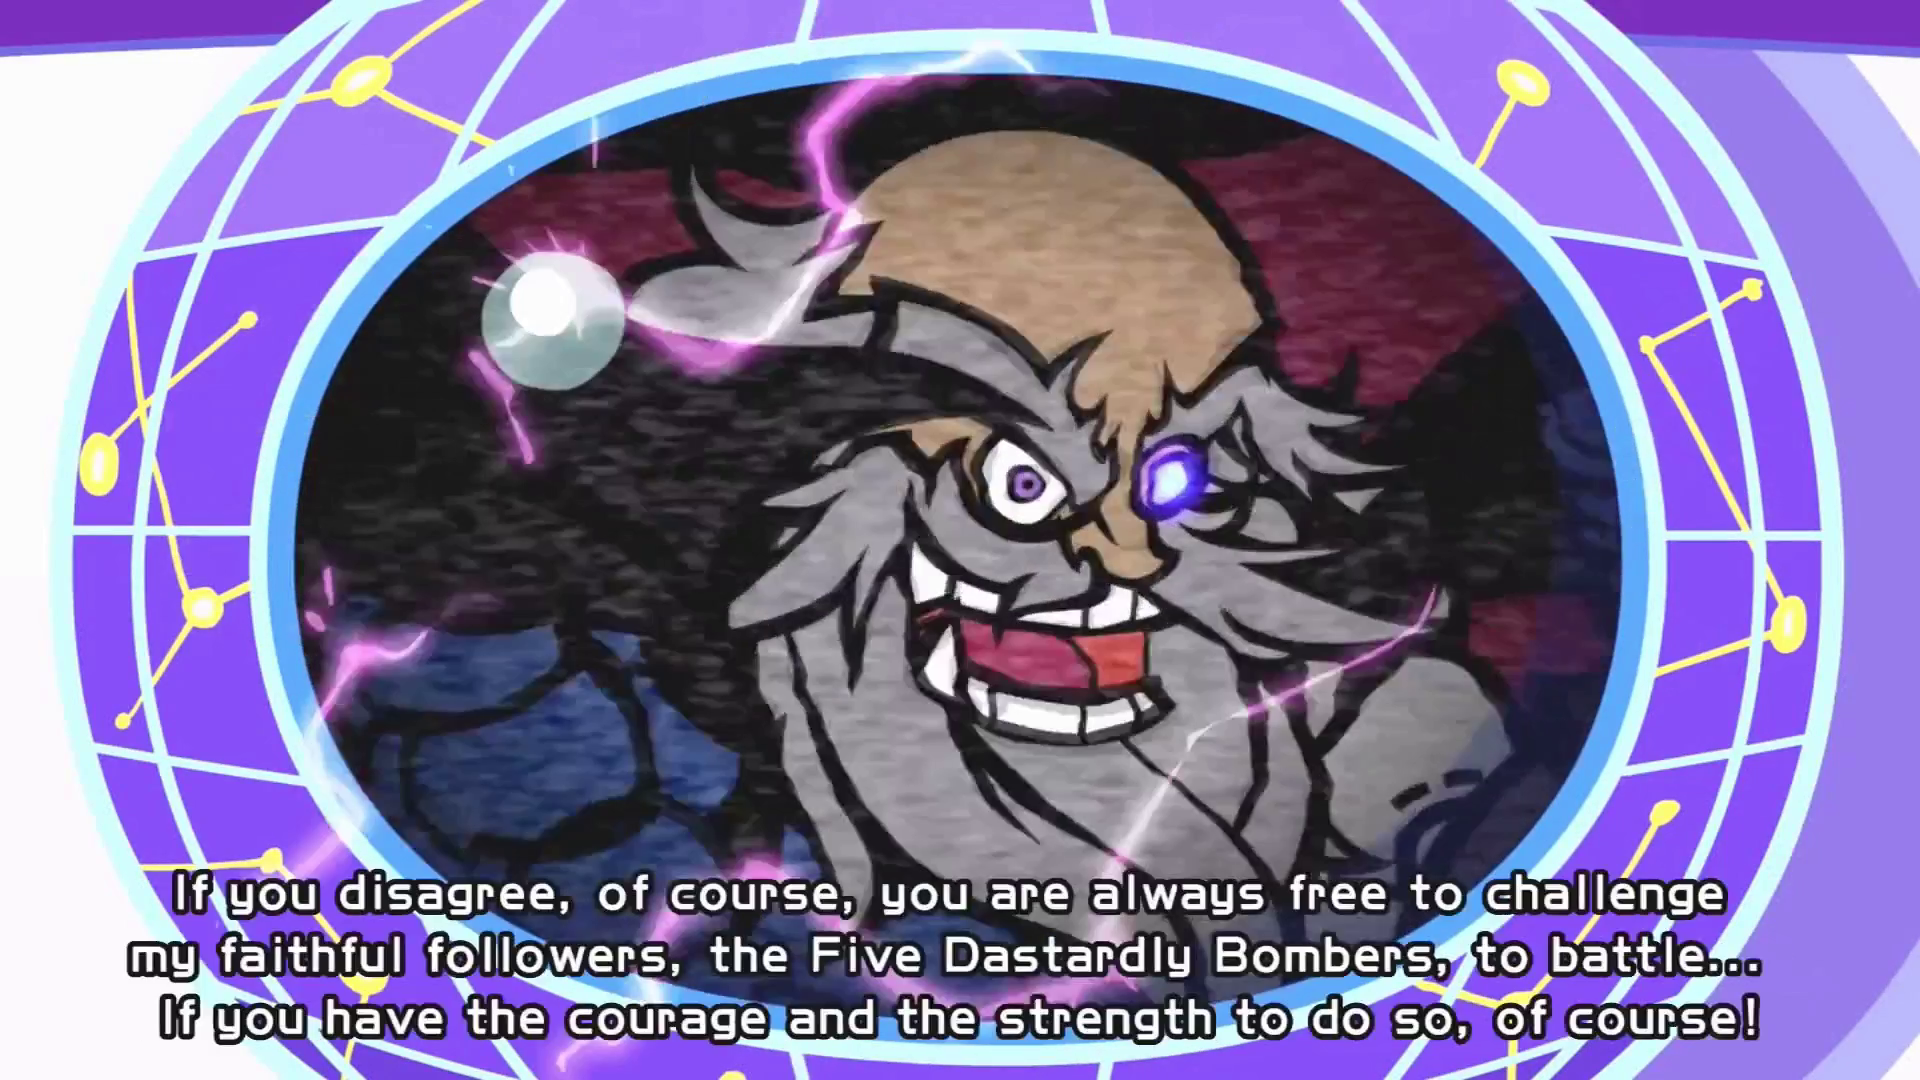 If you disagree, of course, you are always free to challenge
my faithful followers, the Five Dastardly Bombers, to battle...
If you have the courage and the strength to do so, of course!